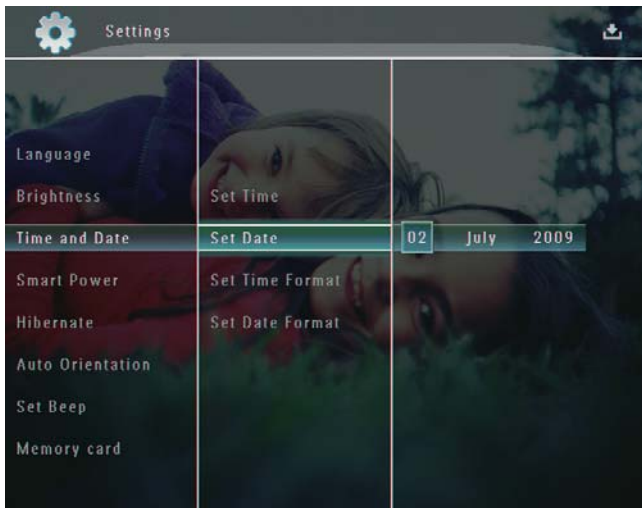 Settings
Language
Brightness
Time and Date
Smart Power
Hibernate
Auto Orientation
Set Beep
Memory card
Set Time
Set Date
Set Time Format
Set Date Format
02 July 2009